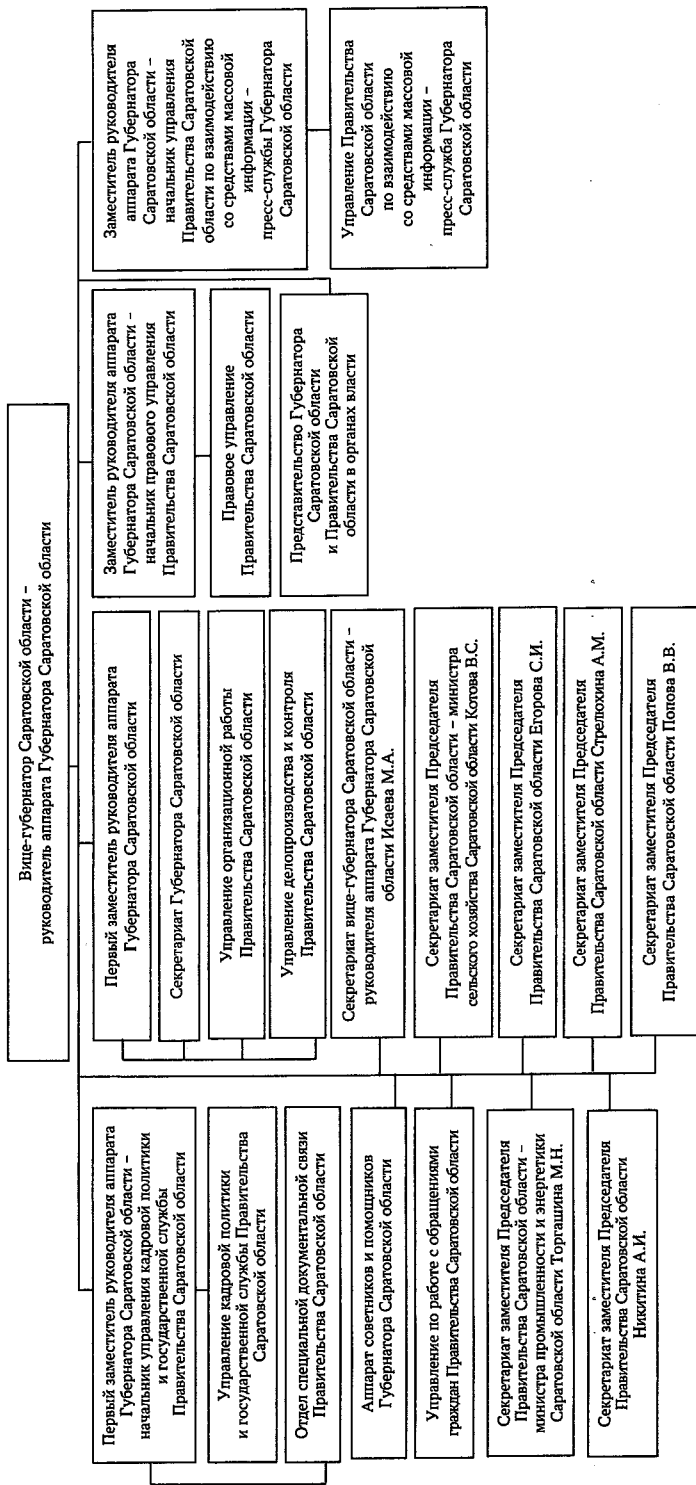 Вице-губернатор Саратовской области –
руководитель аппарата Губернатора Саратовской области
Первый заместитель руководителя аппарата
Губернатора Саратовской области –
начальник управления кадровой политики
и государственной службы
Правительства Саратовской области
Управление кадровой политики
и государственной службы Правительства
Саратовской области
Отдел специальной документальной связи
Правительства Саратовской области
Аппарат советников и помощников
Губернатора Саратовской области
Управление по работе с обращениями
граждан Правительства Саратовской области
Секретариат заместителя Председателя
Правительства Саратовской области –
министра промышленности и энергетики
Саратовской области Торгашина М.Н.
Секретариат заместителя Председателя
Правительства Саратовской области
Никитина А.И.
Первый заместитель руководителя аппарата
Губернатора Саратовской области
Секретариат Губернатора Саратовской области
Управление организационной работы
Правительства Саратовской области
Управление делопроизводства и контроля
Правительства Саратовской области
Секретариат вице-губернатора Саратовской области –
руководителя аппарата Губернатора Саратовской
области Исаева М.А.
Секретариат заместителя Председателя
Правительства Саратовской области – министра
сельского хозяйства Саратовской области Котова В.С.
Секретариат заместителя Председателя
Правительства Саратовской области Егорова С.И.
Секретариат заместителя Председателя
Правительства Саратовской области Стрелюхина А.М.
Секретариат заместителя Председателя
Правительства Саратовской области Попова В.В.
Заместитель руководителя аппарата
Губернатора Саратовской области –
начальник правового управления
Правительства Саратовской области
Правовое управление
Правительства Саратовской области
Представительство Губернатора
Саратовской области
и Правительства Саратовской
области в органах власти
Заместитель руководителя
аппарата Губернатора
Саратовской области –
начальник управления
Правительства Саратовской
области по взаимодействию
со средствами массовой
информации –
пресс-службы Губернатора
Саратовской области
Управление Правительства
Саратовской области
по взаимодействию
со средствами массовой
информации –
пресс-служба Губернатора
Саратовской области